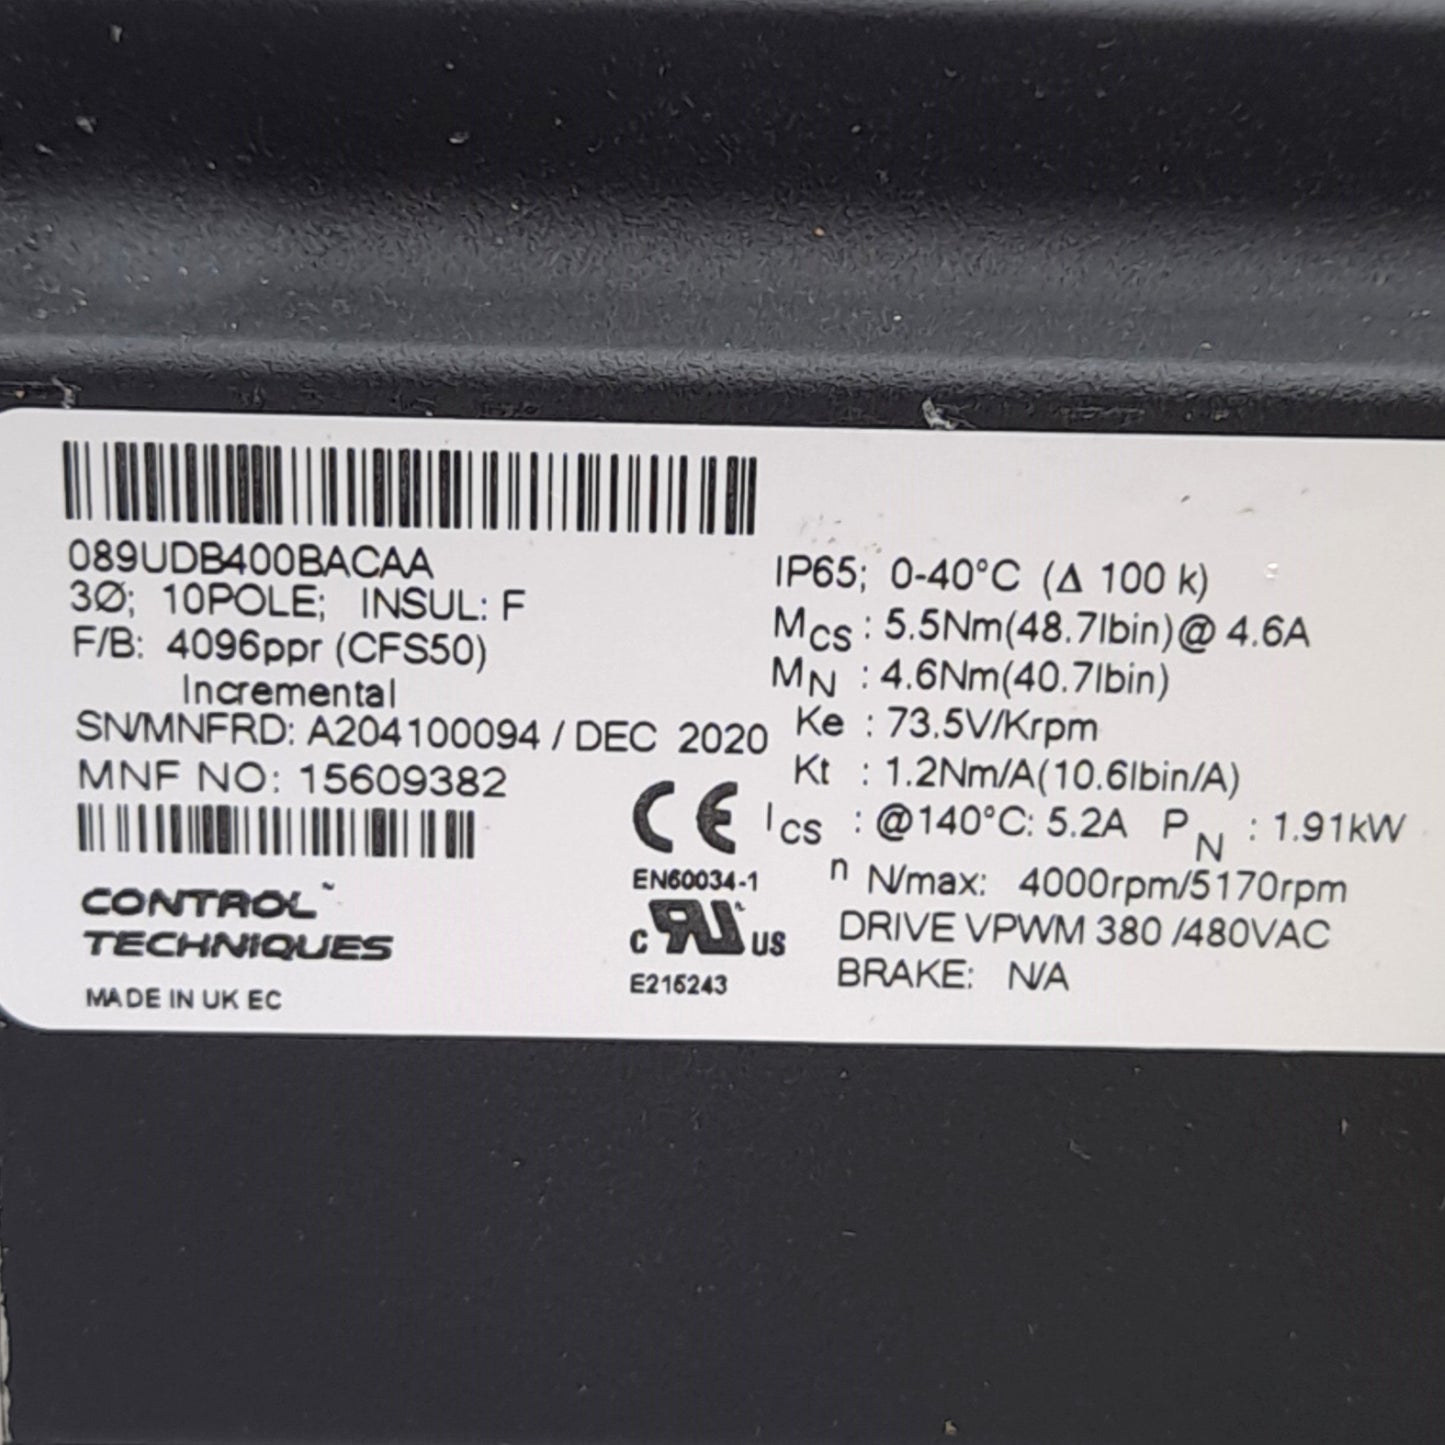 089UDB400BACAA
3Ø; 10POLE; INSUL: F
F/B: 4096ppr (CFS50)
Incremental
SN/MNFRD: A204100094 / DEC 2020
MNF NO: 15609382
CONTROL™
TECHNIQUES
MADE IN UK EC
CE
EN60034-1
c RU US
E215243
IP65; 0-40°C (Δ 100 k)
MCS : 5.5Nm(48.7lbin)@ 4.6A
MN : 4.6Nm(40.7lbin)
Ke : 73.5V/Krpm
Kt : 1.2Nm/A(10.6lbin/A)
ICS : @140°C: 5.2A PN : 1.91kW
n N/max: 4000rpm/5170rpm
DRIVE VPWM 380 /480VAC
BRAKE: N/A